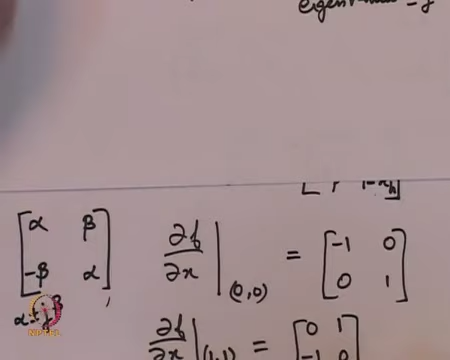 [α β; -β α] ∂f/∂x |(0,0) = [-1 0; 0 1]
α±jβ
∂f/∂x |(1,1) = [0 1; -1 0]